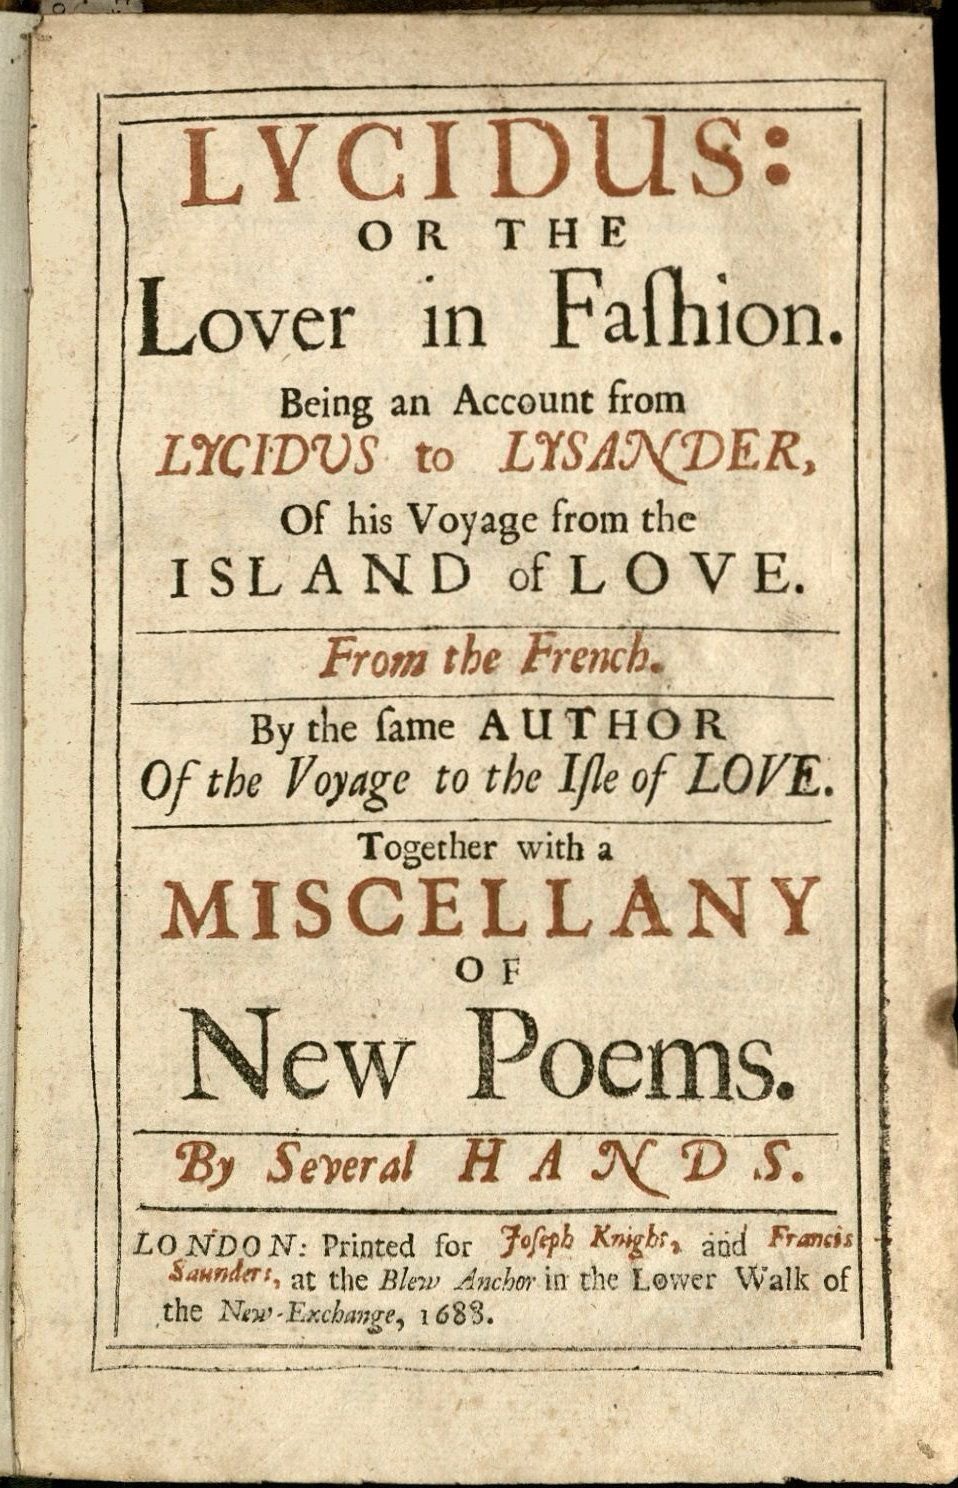 LYCIDUS:
OR THE
Lover in Faſhion.
Being an Account from
LYCIDUS to LYSANDER,
Of his Voyage from the
ISLAND of LOVE.
From the French.
By the ſame AUTHOR
Of the Voyage to the Iſle of LOVE.
Together with a
MISCELLANY
OF
New Poems.
By Several HANDS.
LONDON: Printed for Joſeph Knight, and Francis
Saunders, at the Blew Anchor in the Lower Walk of
the New-Exchange, 1688.